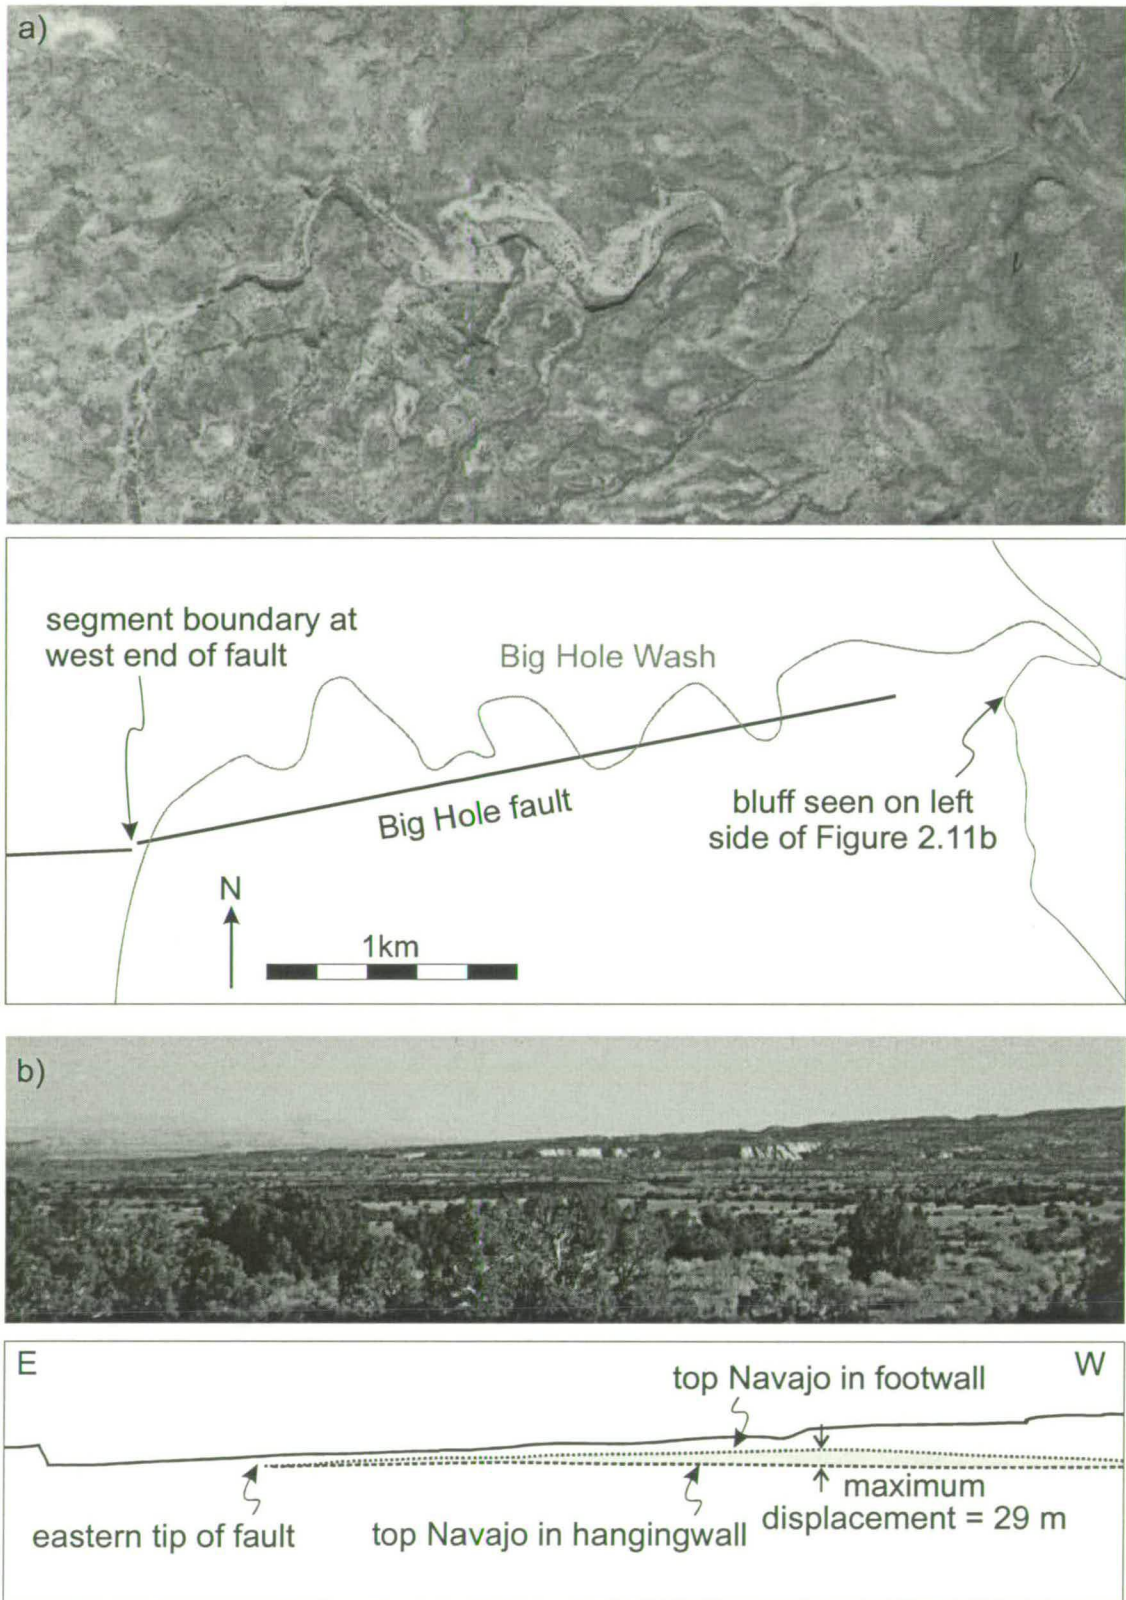 a)
segment boundary at
west end of fault
Big Hole Wash
Big Hole fault
bluff seen on left
side of Figure 2.11b
N
1km
b)
E
W
top Navajo in footwall
maximum
displacement = 29 m
eastern tip of fault
top Navajo in hangingwall